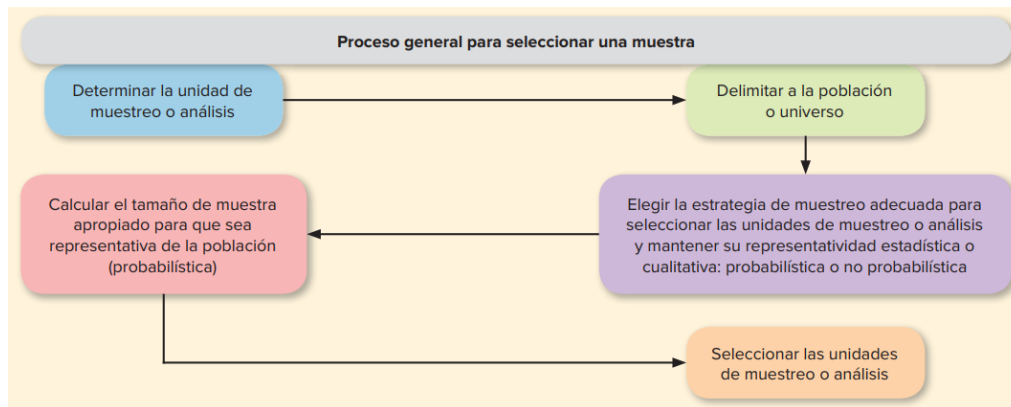 Proceso general para seleccionar una muestra
Determinar la unidad de
muestreo o análisis
Delimitar a la población
o universo
Elegir la estrategia de muestreo adecuada para
seleccionar las unidades de muestreo o análisis
y mantener su representatividad estadística o
cualitativa: probabilística o no probabilística
Calcular el tamaño de muestra
apropiado para que sea
representativa de la población
(probabilística)
Seleccionar las unidades
de muestreo o análisis